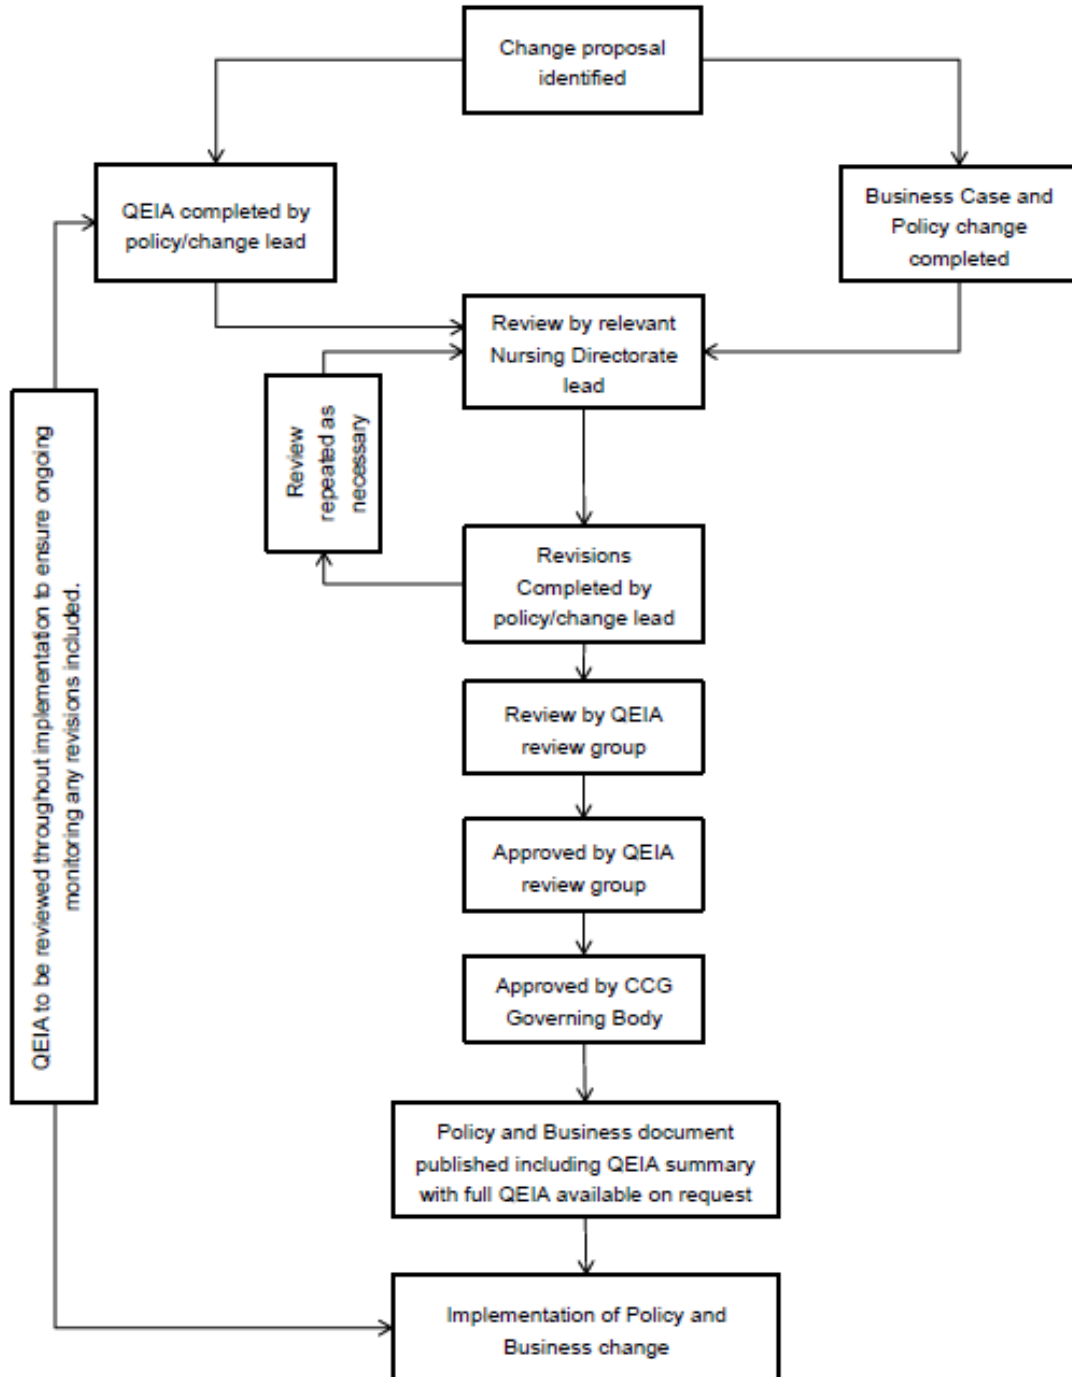 Change proposal
identified
QEIA completed by
policy/change lead
Business Case and
Policy change
completed
Review by relevant
Nursing Directorate
lead
Review
repeated as
necessary
Revisions
Completed by
policy/change lead
QEIA to be reviewed throughout implementation to ensure ongoing
monitoring any revisions included.
Review by QEIA
review group
Approved by QEIA
review group
Approved by CCG
Governing Body
Policy and Business document
published including QEIA summary
with full QEIA available on request
Implementation of Policy and
Business change